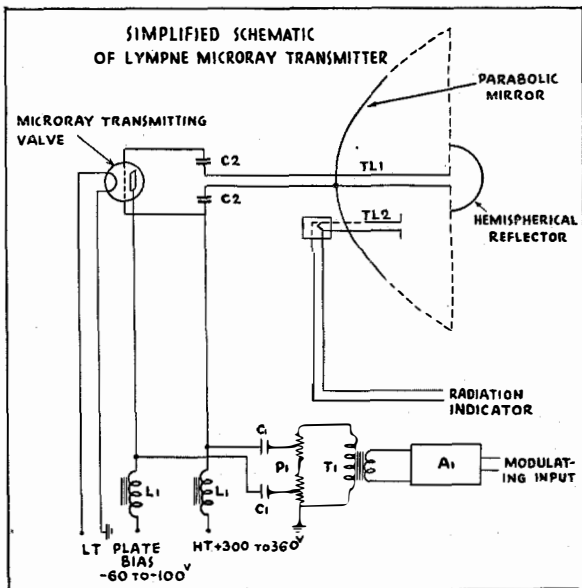 SIMPLIFIED SCHEMATIC
OF LYMPNE MICRORAY TRANSMITTER
PARABOLIC
MIRROR
MICRORAY TRANSMITTING
VALVE
C2
C2
TL1
TL2
HEMISPHERICAL
REFLECTOR
RADIATION
INDICATOR
C1
P1
T1
A1
MODULAT-
ING INPUT
C1
L1
L1
LT
PLATE
BIAS
-60 TO -100V
HT+300 TO 360V